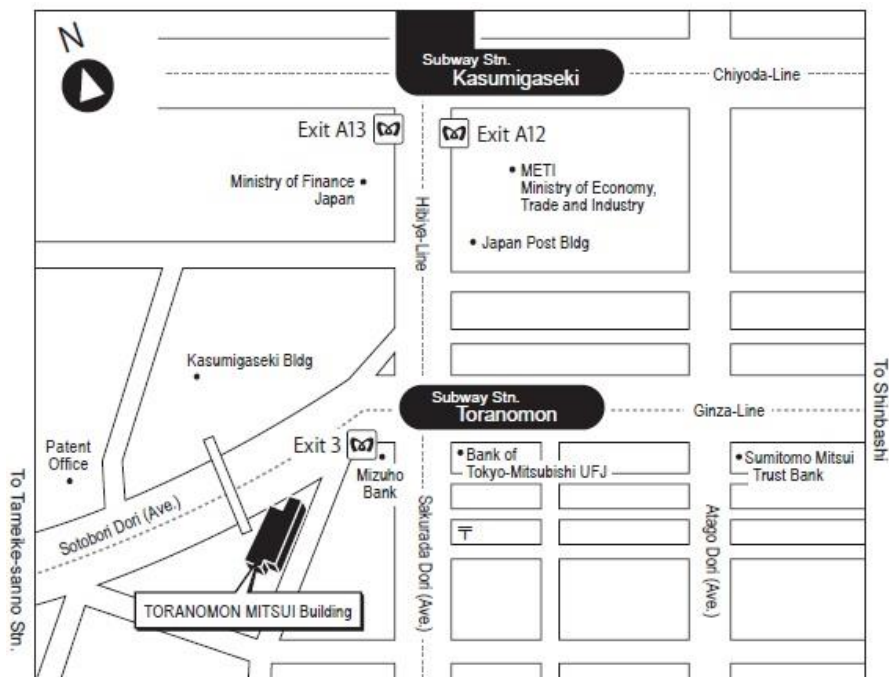 N
Subway Stn.
Kasumigaseki
Chiyoda-Line
Exit A13
Exit A12
METI
Ministry of Economy,
Trade and Industry
Ministry of Finance
Japan
Hibiya-Line
Japan Post Bldg
Kasumigaseki Bldg
To Shinbashi
Subway Stn.
Toranomon
Ginza-Line
Exit 3
Patent
Office
Mizuho
Bank
Bank of
Tokyo-Mitsubishi UFJ
Sumitomo Mitsui
Trust Bank
To Tameike-sanno Stn.
Sotobori Dori (Ave.)
Sakurada Dori (Ave.)
Atago Dori (Ave.)
〒
TORANOMON MITSUI Building